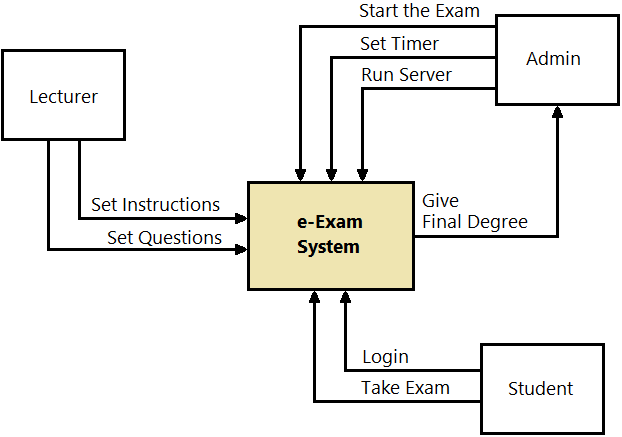 Start the Exam
Set Timer
Run Server
Admin
Lecturer
Set Instructions
Set Questions
e-Exam
System
Give
Final Degree
Login
Take Exam
Student